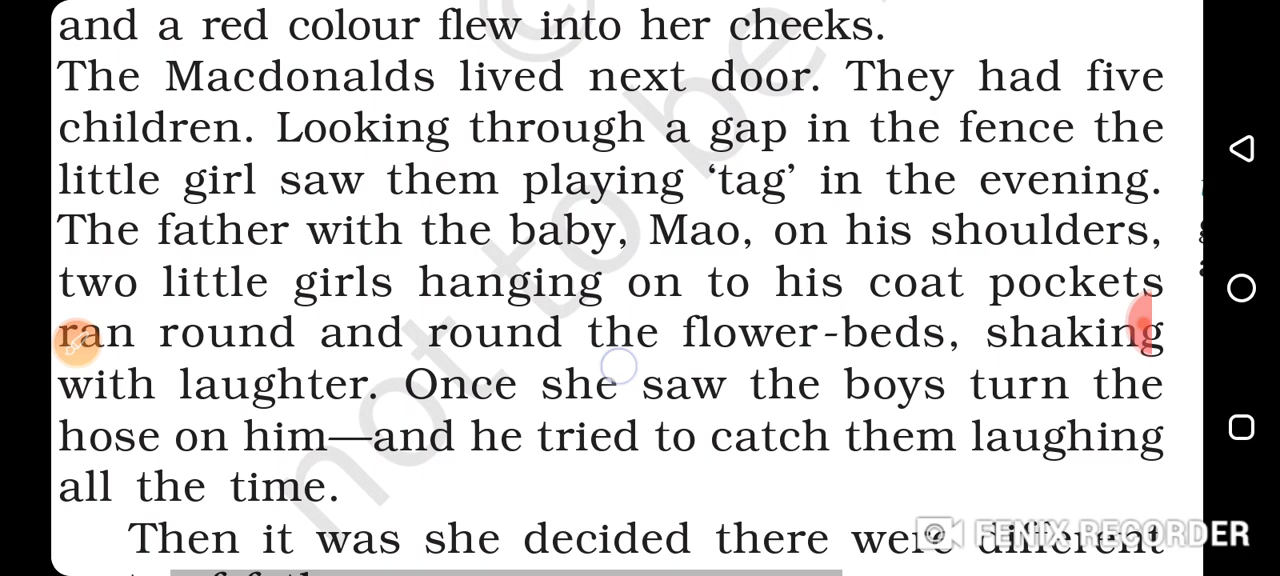 and a red colour flew into her cheeks.
The Macdonalds lived next door. They had five
children. Looking through a gap in the fence the
little girl saw them playing ‘tag’ in the evening.
The father with the baby, Mao, on his shoulders,
two little girls hanging on to his coat pockets
ran round and round the flower-beds, shaking
with laughter. Once she saw the boys turn the
hose on him—and he tried to catch them laughing
all the time.
Then it was she decided there were different
not to be
FENIX RECORDER